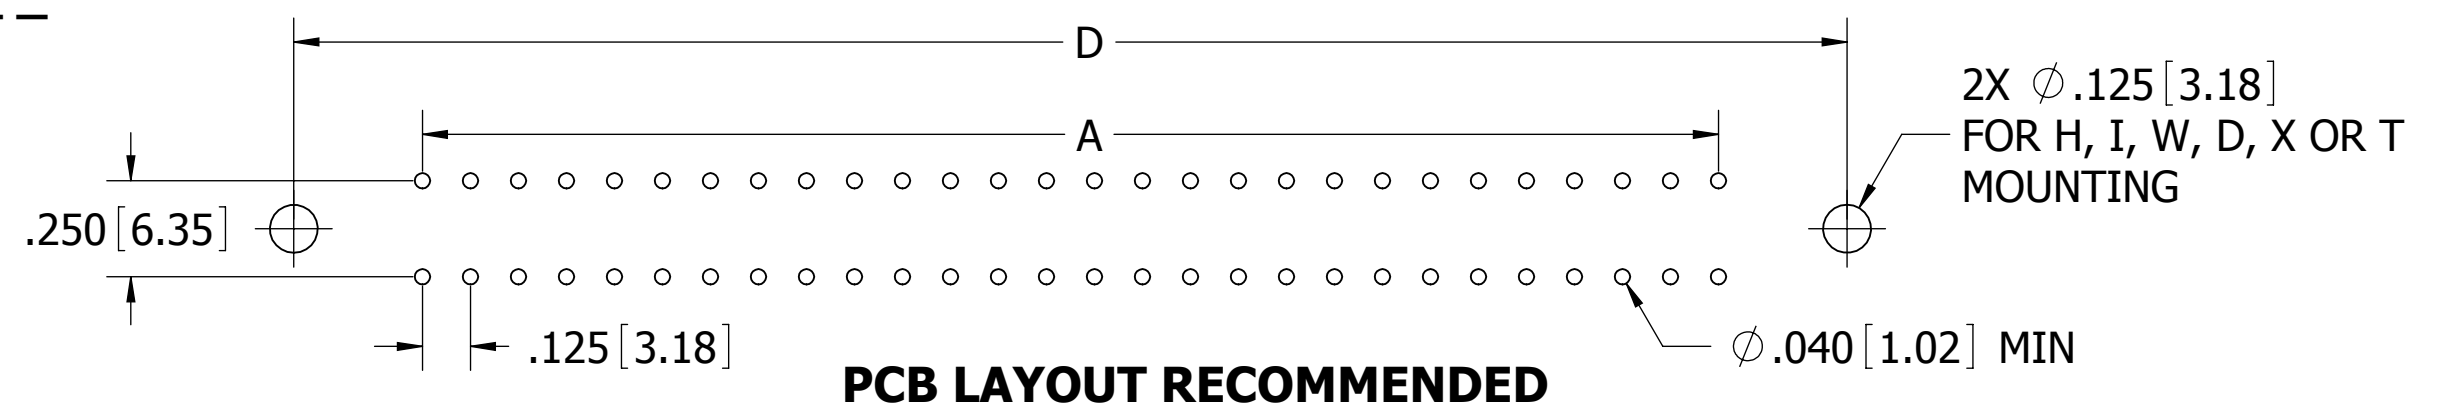 D
A
2X ∅.125[3.18]
FOR H, I, W, D, X OR T
MOUNTING
.250[6.35]
.125[3.18]
∅.040[1.02] MIN
PCB LAYOUT RECOMMENDED